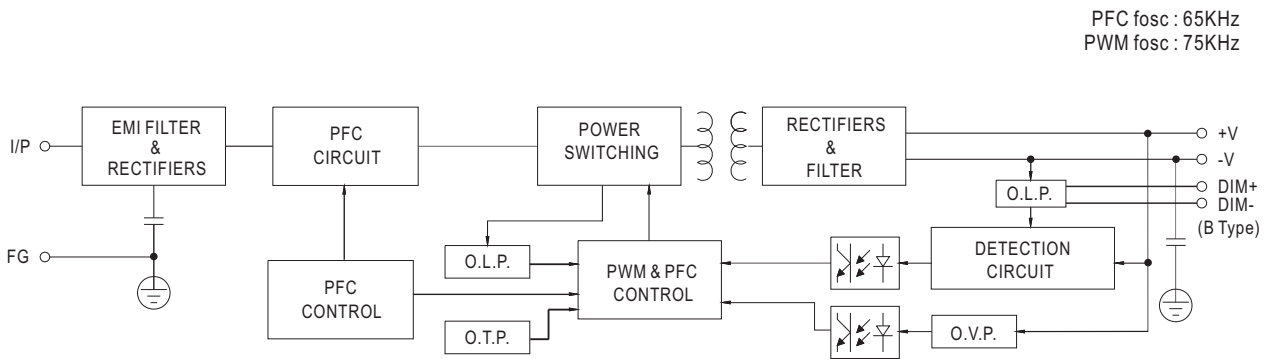 PFC fosc : 65KHz
PWM fosc : 75KHz
I/P
EMI FILTER
&
RECTIFIERS
PFC
CIRCUIT
POWER
SWITCHING
RECTIFIERS
&
FILTER
+V
-V
O.L.P.
DIM+
DIM-
(B Type)
FG
PFC
CONTROL
O.L.P.
O.T.P.
PWM & PFC
CONTROL
DETECTION
CIRCUIT
O.V.P.